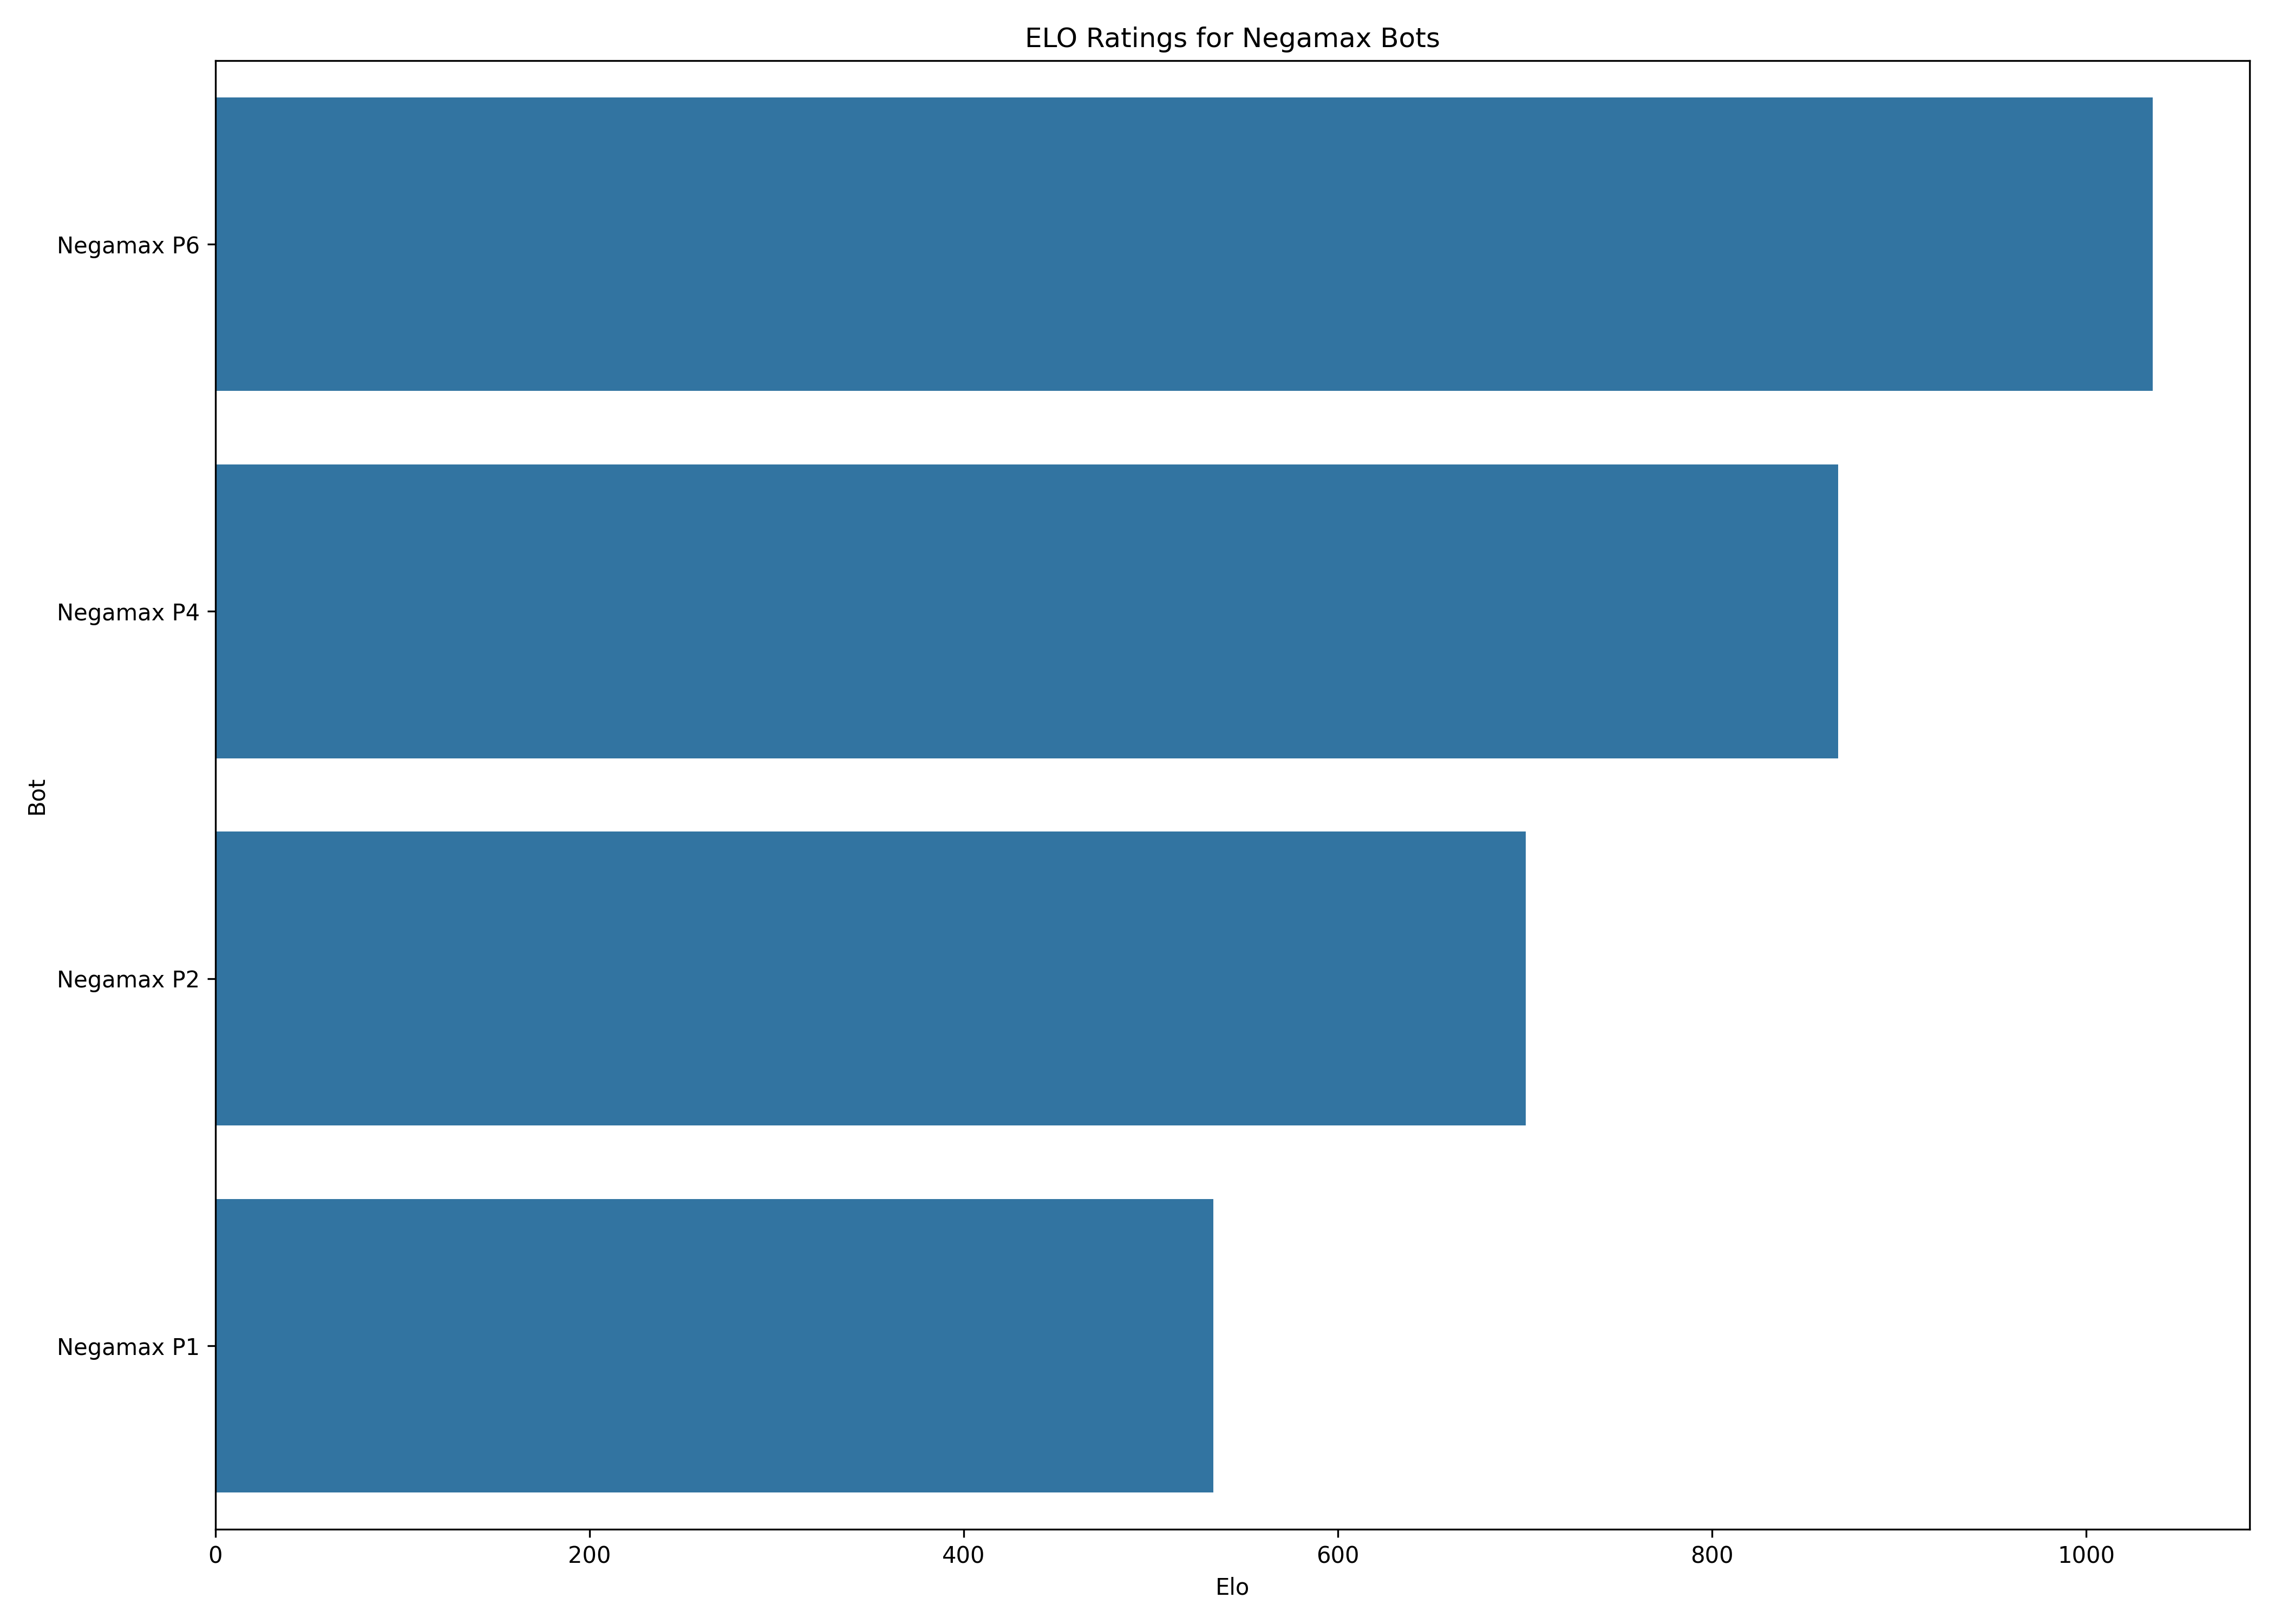 ELO Ratings for Negamax Bots
Negamax P6
Negamax P4
Negamax P2
Negamax P1
Bot
0 200 400 600 800 1000
Elo